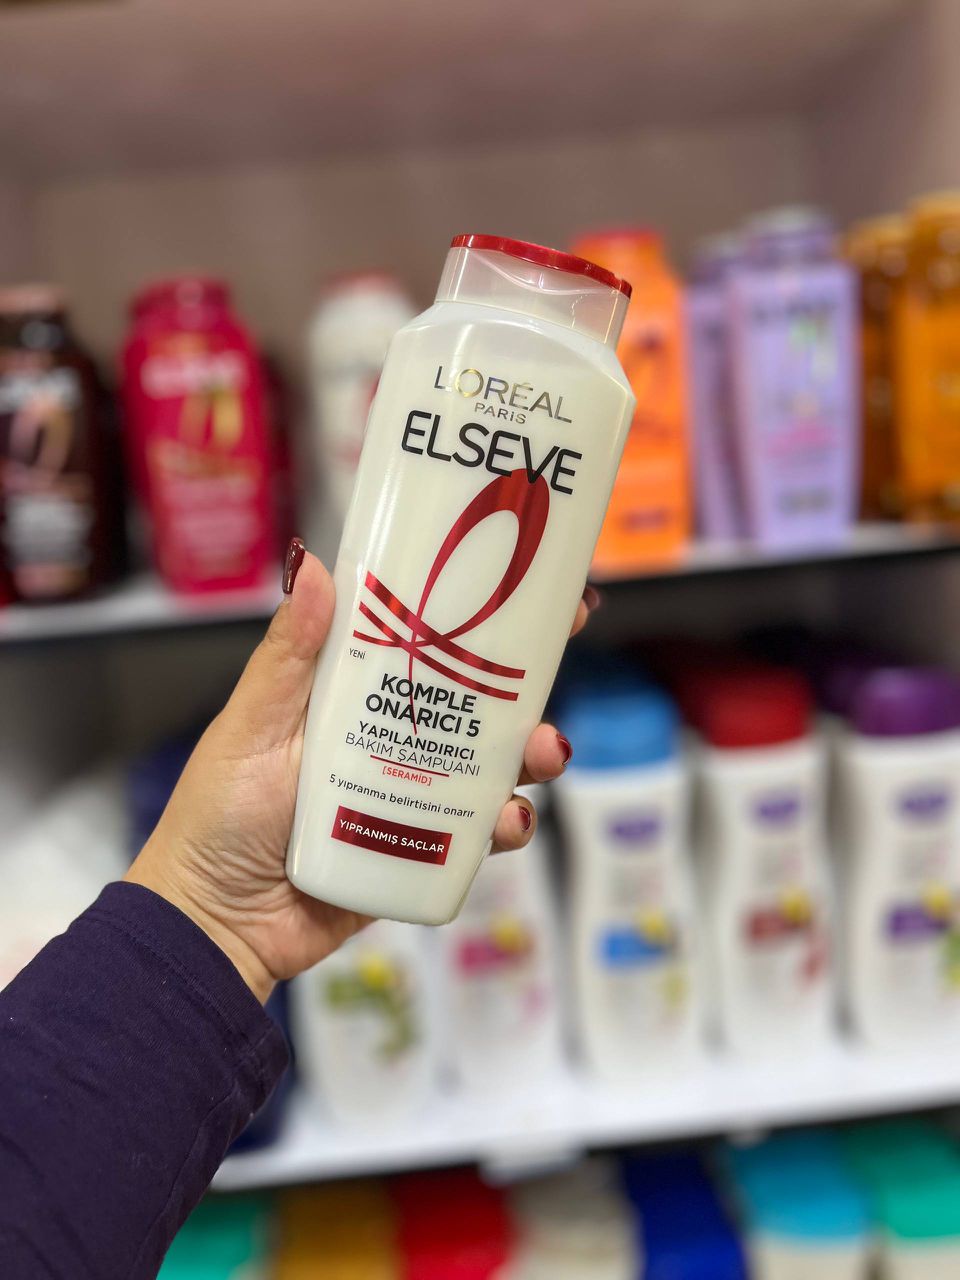 L'ORÉAL
PARIS
ELSEVE
YENİ
KOMPLE
ONARICI 5
YAPILANDIRICI
BAKIM ŞAMPUANI
[SERAMİD]
5 yıpranma belirtisini onarır
YIPRANMIŞ SAÇLAR